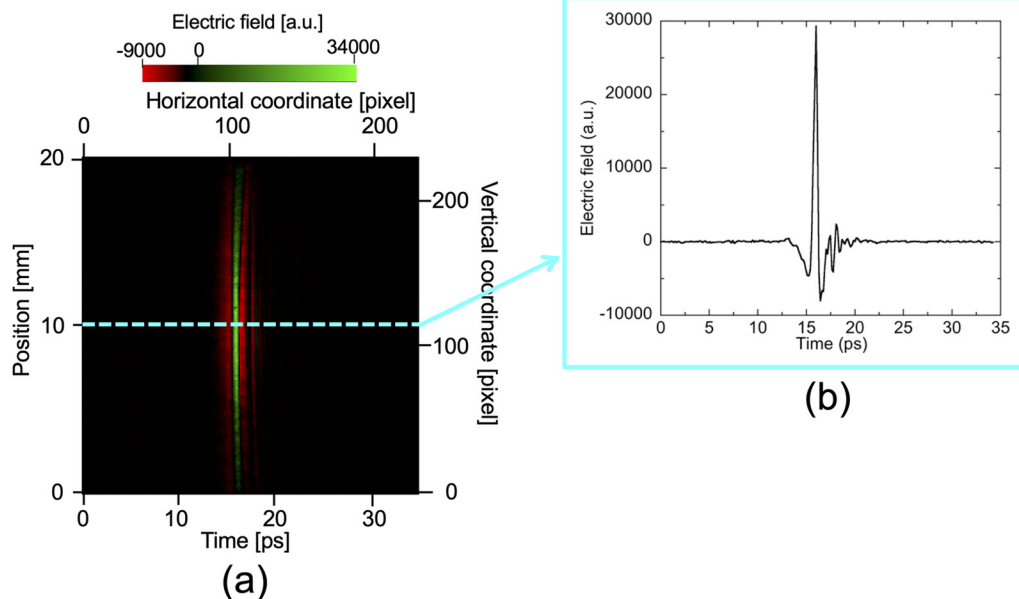 Electric field [a.u.]
-9000 0 34000
Horizontal coordinate [pixel]
0 100 200
20
10
0
Position [mm]
200
100
0
Vertical coordinate [pixel]
0 10 20 30
Time [ps]
(a)
30000
20000
10000
0
-10000
Electric field (a.u.)
0 5 10 15 20 25 30 35
Time (ps)
(b)